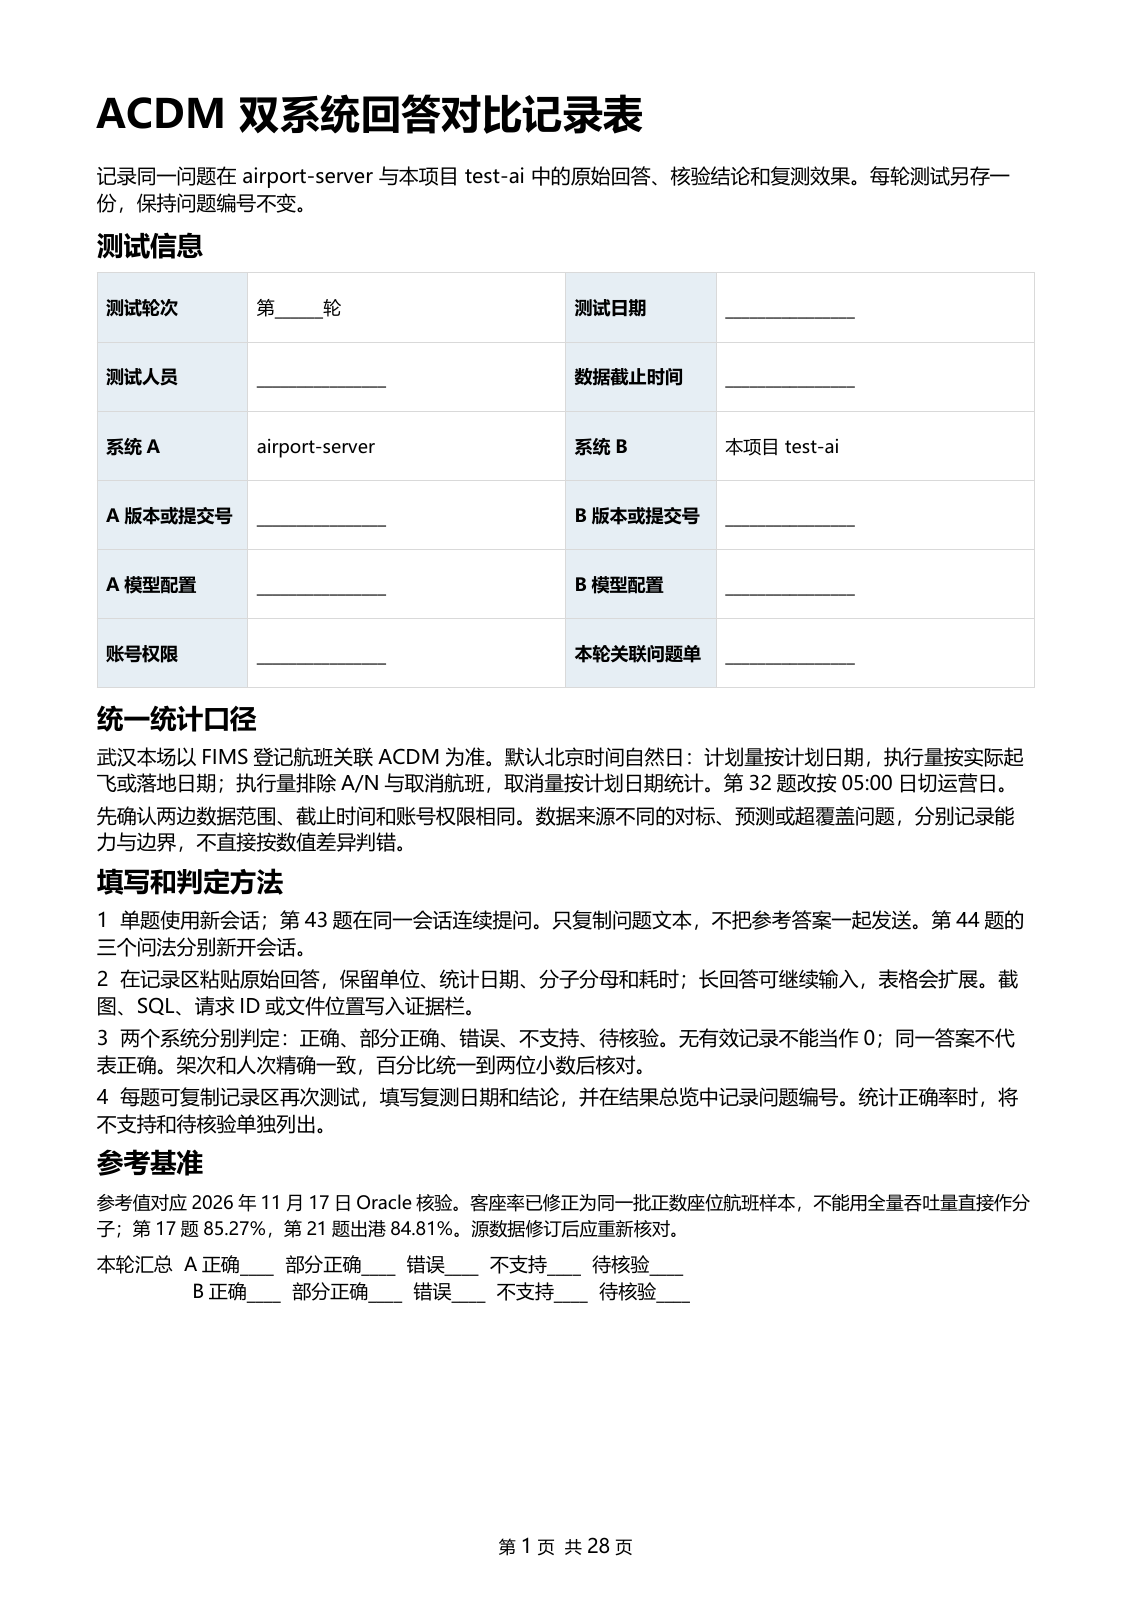 ACDM 双系统回答对比记录表
记录同一问题在 airport-server 与本项目 test-ai 中的原始回答、核验结论和复测效果。每轮测试另存一
份，保持问题编号不变。
测试信息
测试轮次 第_____轮 测试日期 ______________
测试人员 ______________ 数据截止时间 ______________
系统 A airport-server 系统 B 本项目 test-ai
A 版本或提交号 ______________ B 版本或提交号 ______________
A 模型配置 ______________ B 模型配置 ______________
账号权限 ______________ 本轮关联问题单 ______________
统一统计口径
武汉本场以 FIMS 登记航班关联 ACDM 为准。默认北京时间自然日：计划量按计划日期，执行量按实际起
飞或落地日期；执行量排除 A/N 与取消航班，取消量按计划日期统计。第 32 题改按 05:00 日切运营日。
先确认两边数据范围、截止时间和账号权限相同。数据来源不同的对标、预测或超覆盖问题，分别记录能
力与边界，不直接按数值差异判错。
填写和判定方法
1 单题使用新会话；第 43 题在同一会话连续提问。只复制问题文本，不把参考答案一起发送。第 44 题的
三个问法分别新开会话。
2 在记录区粘贴原始回答，保留单位、统计日期、分子分母和耗时；长回答可继续输入，表格会扩展。截
图、SQL、请求 ID 或文件位置写入证据栏。
3 两个系统分别判定：正确、部分正确、错误、不支持、待核验。无有效记录不能当作 0；同一答案不代
表正确。架次和人次精确一致，百分比统一到两位小数后核对。
4 每题可复制记录区再次测试，填写复测日期和结论，并在结果总览中记录问题编号。统计正确率时，将
不支持和待核验单独列出。
参考基准
参考值对应 2026 年 11 月 17 日 Oracle 核验。客座率已修正为同一批正数座位航班样本，不能用全量吞吐量直接作分
子；第 17 题 85.27%，第 21 题出港 84.81%。源数据修订后应重新核对。
本轮汇总 A 正确____ 部分正确____ 错误____ 不支持____ 待核验____
B 正确____ 部分正确____ 错误____ 不支持____ 待核验____
第 1 页 共 28 页